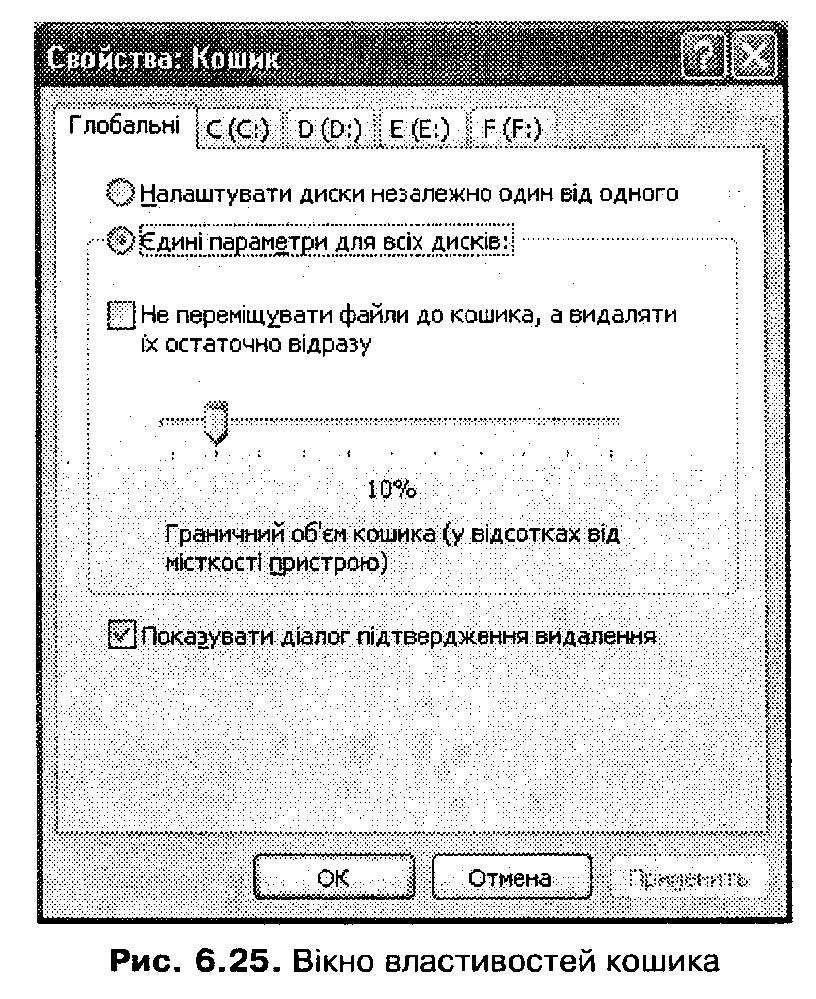 Свойства: Кошик
Глобальні C (C:) D (D:) E (E:) F (F:)
Налаштувати диски незалежно один від одного
Єдині параметри для всіх дисків:
Не переміщувати файли до кошика, а видаляти
їх остаточно відразу
10%
Граничний об'єм кошика (у відсотках від
місткості пристрою)
Показувати діалог підтвердження видалення
ОК Отмена Применить
Рис. 6.25. Вікно властивостей кошика